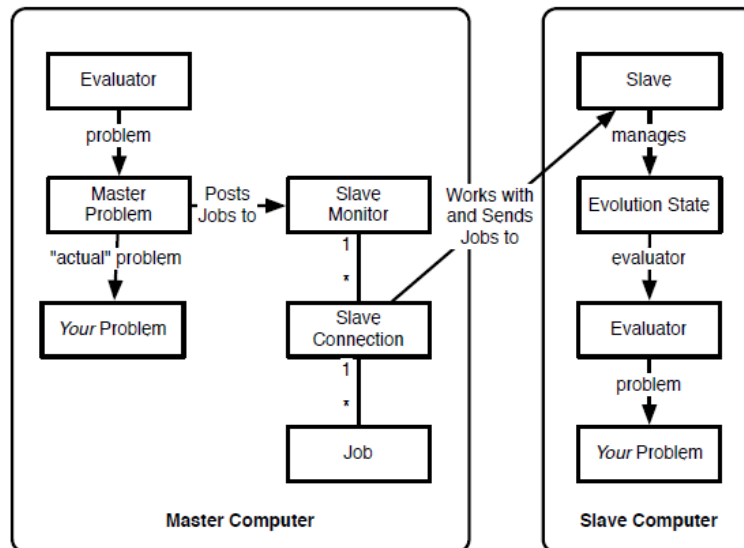 Evaluator
problem
Master
Problem
Posts
Jobs to
Slave
Monitor
"actual" problem
Your Problem
1
*
Slave
Connection
1
*
Job
Master Computer
Works with
and Sends
Jobs to
Slave
manages
Evolution State
evaluator
Evaluator
problem
Your Problem
Slave Computer